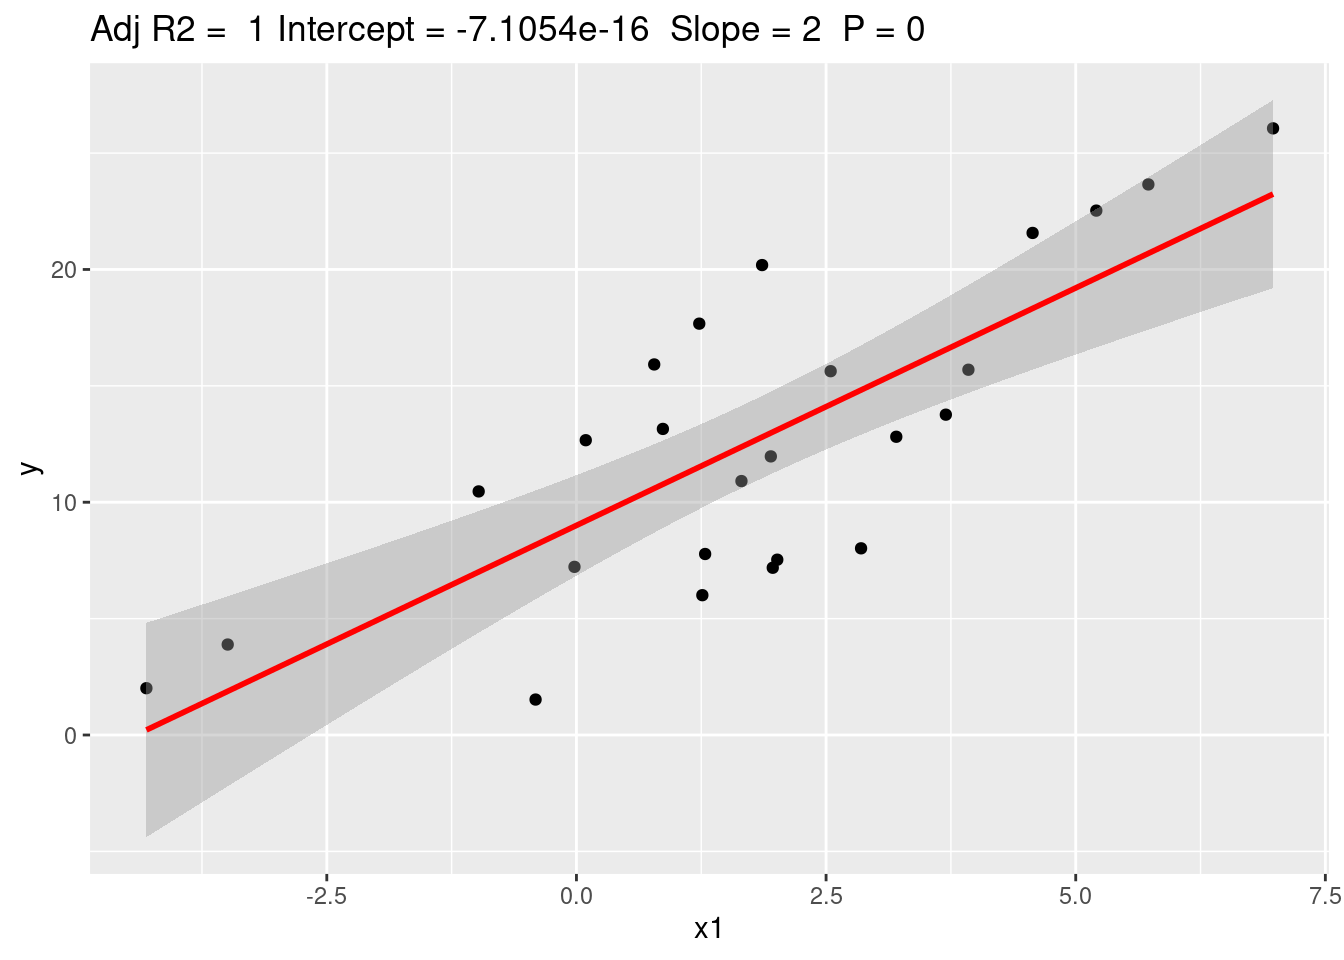 Adj R2 =  1 Intercept = -7.1054e-16  Slope = 2  P = 0
20
10
0
y
-2.5 0.0 2.5 5.0 7.5
x1